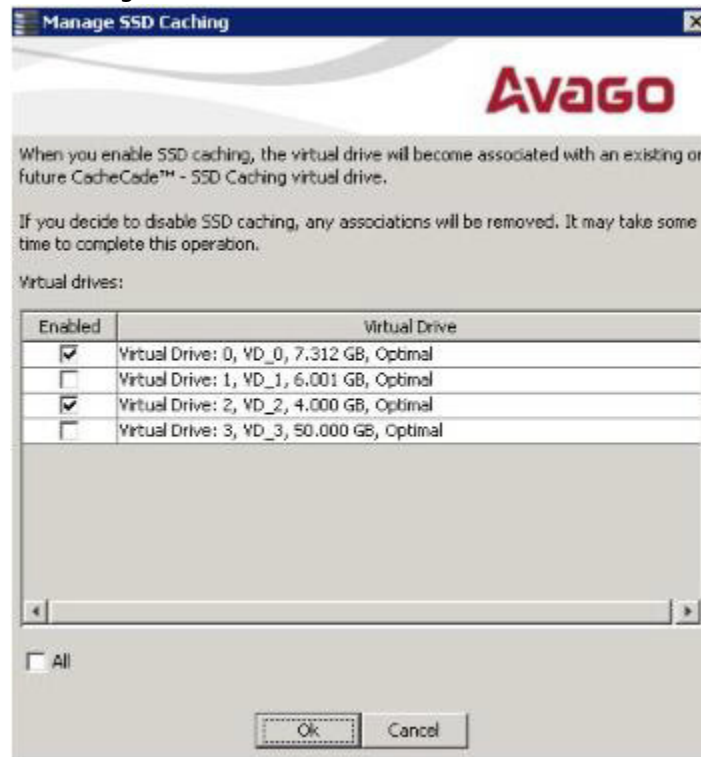 Manage SSD Caching
Avago
When you enable SSD caching, the virtual drive will become associated with an existing or
future CacheCade™ - SSD Caching virtual drive.
If you decide to disable SSD caching, any associations will be removed. It may take some
time to complete this operation.
Virtual drives:
Enabled Virtual Drive
Virtual Drive: 0, VD_0, 7.312 GB, Optimal
Virtual Drive: 1, VD_1, 6.001 GB, Optimal
Virtual Drive: 2, VD_2, 4.000 GB, Optimal
Virtual Drive: 3, VD_3, 50.000 GB, Optimal
All
Ok Cancel